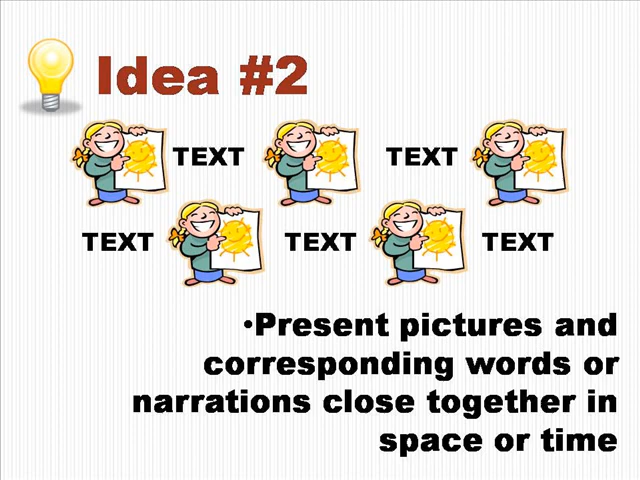 Idea #2
TEXT TEXT
TEXT TEXT TEXT
•Present pictures and
corresponding words or
narrations close together in
space or time